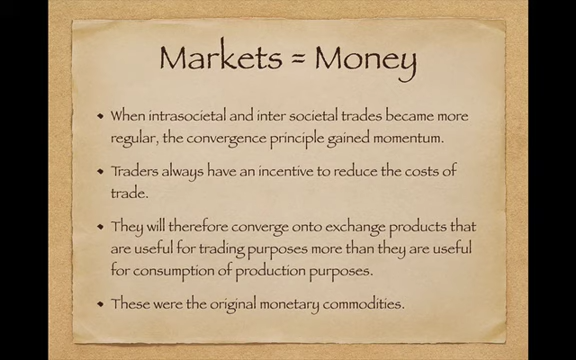 Markets = Money
• When intrasocietal and inter societal trades became more
regular, the convergence principle gained momentum.
• Traders always have an incentive to reduce the costs of
trade.
• They will therefore converge onto exchange products that
are useful for trading purposes more than they are useful
for consumption of production purposes.
• These were the original monetary commodities.